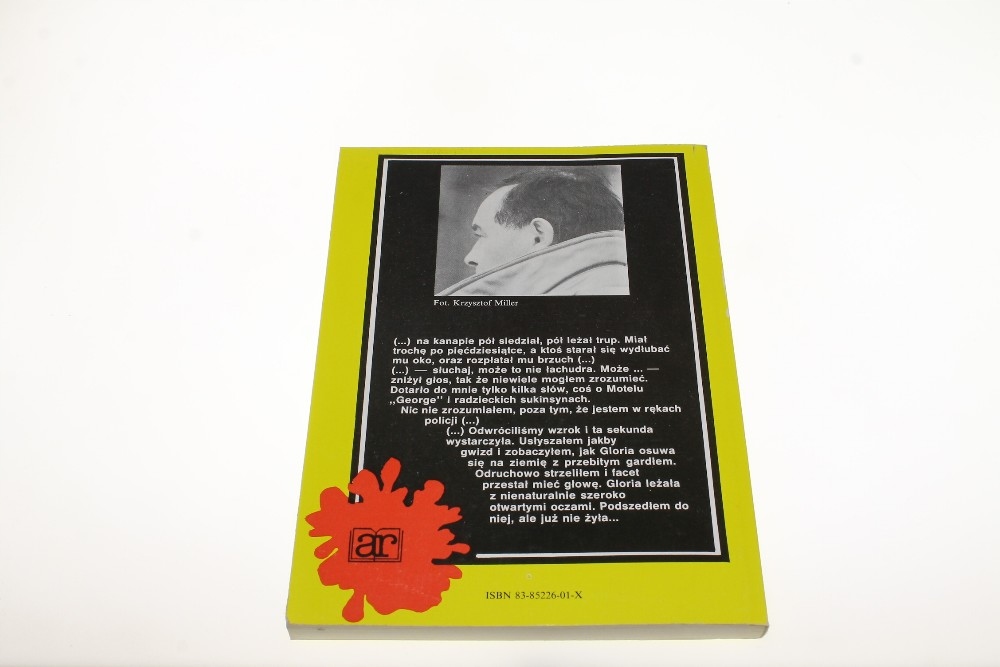 Fot. Krzysztof Miller
(...) na kanapie pół siedział, pół leżał trup. Miał
trochę po pięćdziesiątce, a ktoś starał się wydłubać
mu oko, oraz rozpłatał mu brzuch (...)
(...) — słuchaj, może to nie łachudra. Może ... —
zniżył głos, tak że niewiele mogłem zrozumieć.
Dotarło do mnie tylko kilka słów, coś o Motelu
„George" i radzieckich sukinsynach.
Nic nie zrozumiałem, poza tym, że jestem w rękach
policji (...)
(...) Odwróciliśmy wzrok i ta sekunda
wystarczyła. Usłyszałem jakby
gwizd i zobaczyłem, jak Gloria osuwa
się na ziemię z przebitym gardłem.
Odruchowo strzeliłem i facet
przestał mieć głowę. Gloria leżała
z nienaturalnie szeroko
otwartymi oczami. Podszedłem do
niej, ale już nie żyła...
ar
ISBN 83-85226-01-X